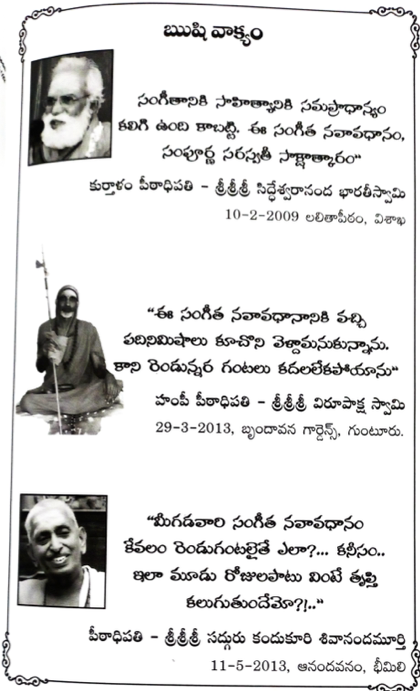 ఋషి వాక్యం
సంగీతానికి సాహిత్యానికి సమప్రాధాన్యం
కలిగి ఉంది కాబట్టి. ఈ సంగీత నవావధానం,
సంపూర్ణ సరస్వతీ సాక్షాత్కారం"
కుర్తాళం పీఠాధిపతి - శ్రీశ్రీశ్రీ సిద్ధేశ్వరానంద భారతీస్వామి
10-2-2009 లలితాపీఠం, విశాఖ
"ఈ సంగీత నవావధానానికి వచ్చి
పదినిమిషాలు కూచొని వెళ్దామనుకున్నాను.
కాని రెండున్నర గంటలు కదలలేకపోయాను"
హంపీ పీఠాధిపతి - శ్రీశ్రీశ్రీ విరూపాక్ష స్వామి
29-3-2013, బృందావన గార్డెన్స్, గుంటూరు.
"మీగడవారి సంగీత నవావధానం
కేవలం రెండుగంటలైతే ఎలా?... కనీసం..
ఇలా మూడు రోజులపాటు వింటే తృప్తి
కలుగుతుందేమో?!.."
పీఠాధిపతి - శ్రీశ్రీశ్రీ సద్గురు కందుకూరి శివానందమూర్తి
11-5-2013, ఆనందవనం, భీమిలి